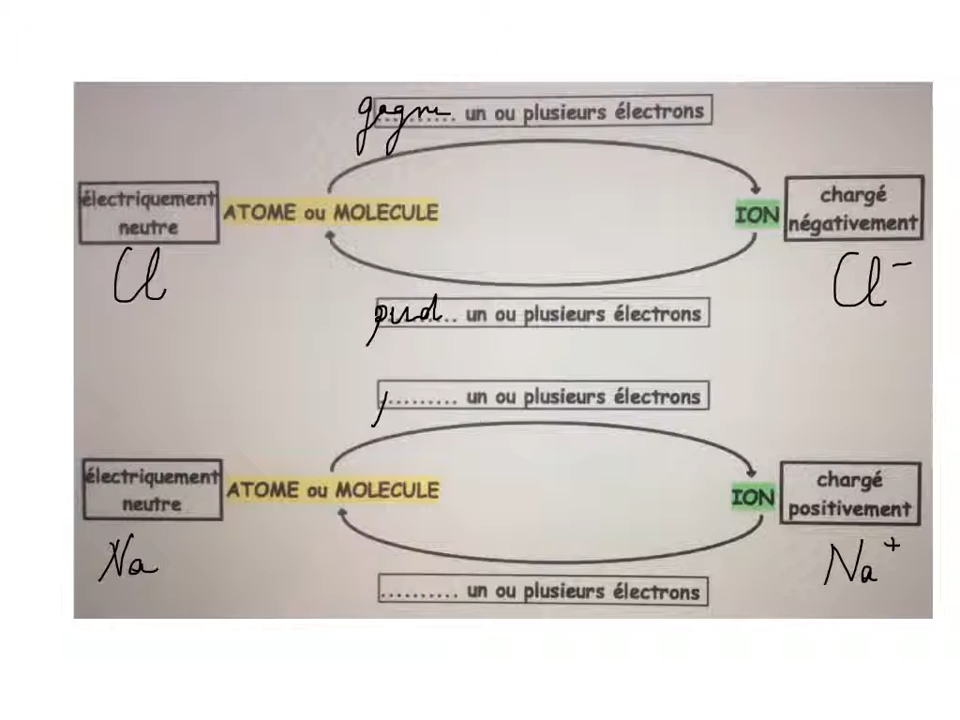 gagne un ou plusieurs électrons
électriquement
neutre
ATOME ou MOLECULE
ION
chargé
négativement
Cl
Cl⁻
perd .. un ou plusieurs électrons
.......... un ou plusieurs électrons
électriquement
neutre
ATOME ou MOLECULE
ION
chargé
positivement
Na
Na⁺
.......... un ou plusieurs électrons